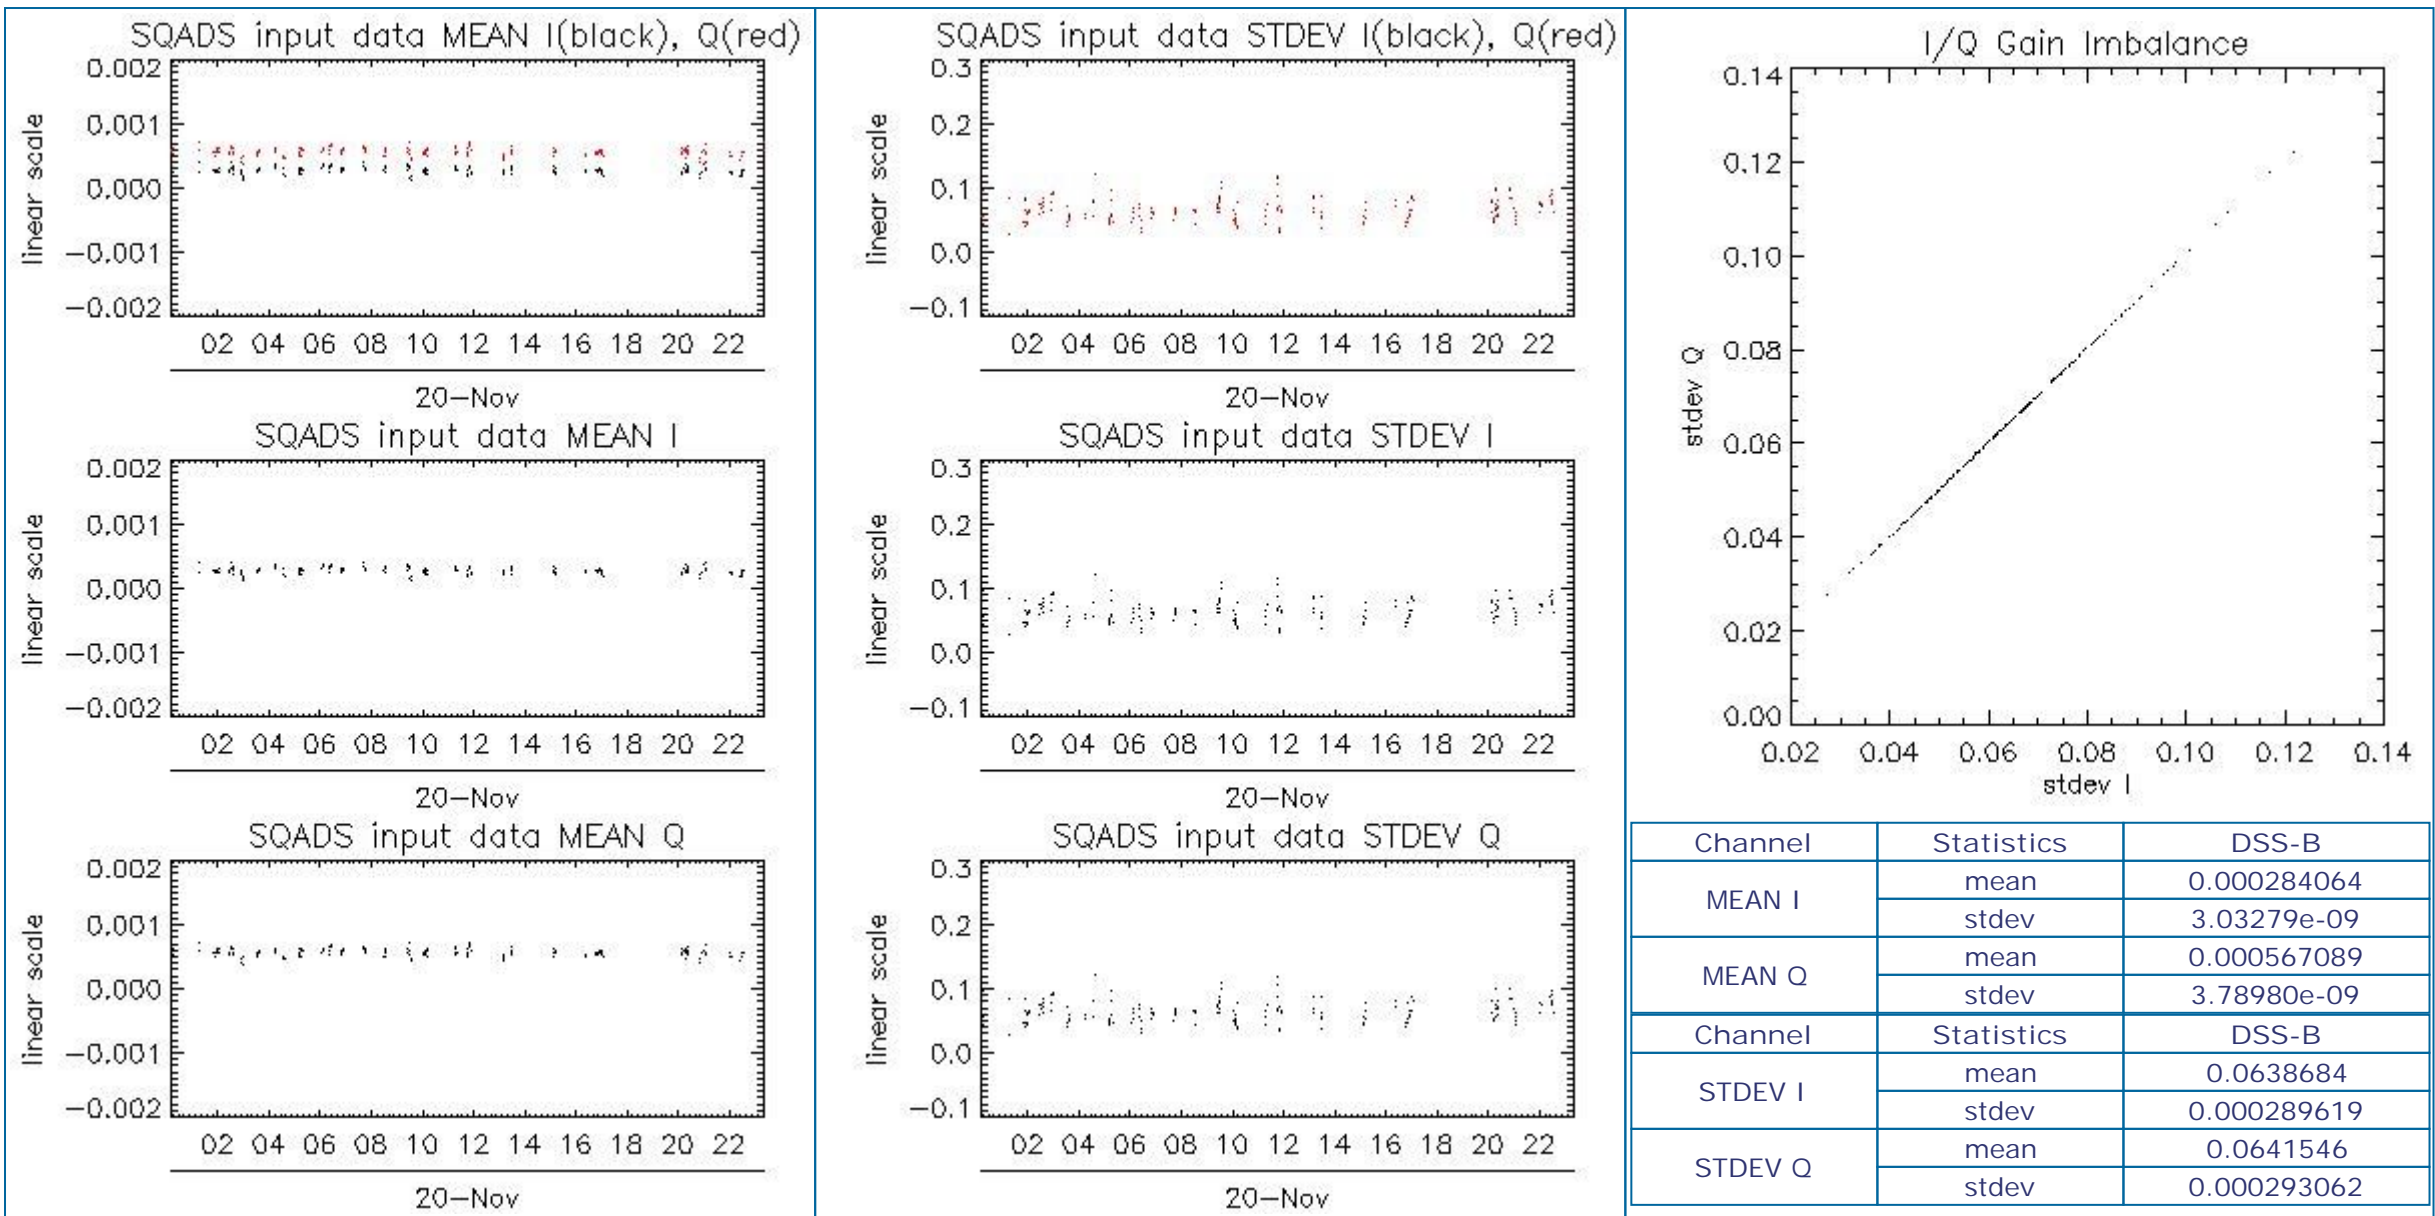 SQADS input data MEAN I(black), Q(red)
0.002
0.001
0.000
−0.001
−0.002
linear scale
02 04 06 08 10 12 14 16 18 20 22
20−Nov
SQADS input data MEAN I
0.002
0.001
0.000
−0.001
−0.002
linear scale
02 04 06 08 10 12 14 16 18 20 22
20−Nov
SQADS input data MEAN Q
0.002
0.001
0.000
−0.001
−0.002
linear scale
02 04 06 08 10 12 14 16 18 20 22
20−Nov
SQADS input data STDEV I(black), Q(red)
0.3
0.2
0.1
0.0
−0.1
linear scale
02 04 06 08 10 12 14 16 18 20 22
20−Nov
SQADS input data STDEV I
0.3
0.2
0.1
0.0
−0.1
linear scale
02 04 06 08 10 12 14 16 18 20 22
20−Nov
SQADS input data STDEV Q
0.3
0.2
0.1
0.0
−0.1
linear scale
02 04 06 08 10 12 14 16 18 20 22
20−Nov
I/Q Gain Imbalance
0.14
0.12
0.10
0.08
0.06
0.04
0.02
0.00
stdev Q
0.02 0.04 0.06 0.08 0.10 0.12 0.14
stdev I
Channel Statistics DSS-B
MEAN I mean 0.000284064
stdev 3.03279e-09
MEAN Q mean 0.000567089
stdev 3.78980e-09
Channel Statistics DSS-B
STDEV I mean 0.0638684
stdev 0.000289619
STDEV Q mean 0.0641546
stdev 0.000293062